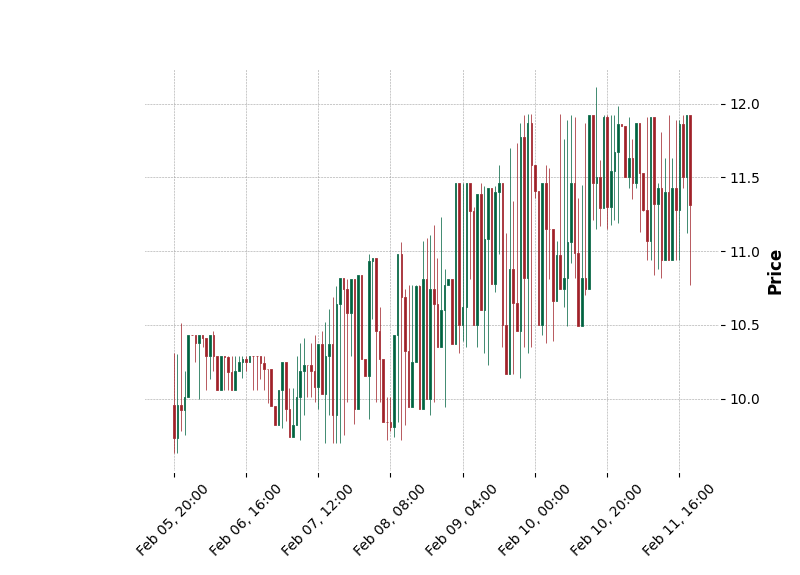 12.0
11.5
11.0
10.5
10.0
Price
Feb 05, 20:00
Feb 06, 16:00
Feb 07, 12:00
Feb 08, 08:00
Feb 09, 04:00
Feb 10, 00:00
Feb 10, 20:00
Feb 11, 16:00